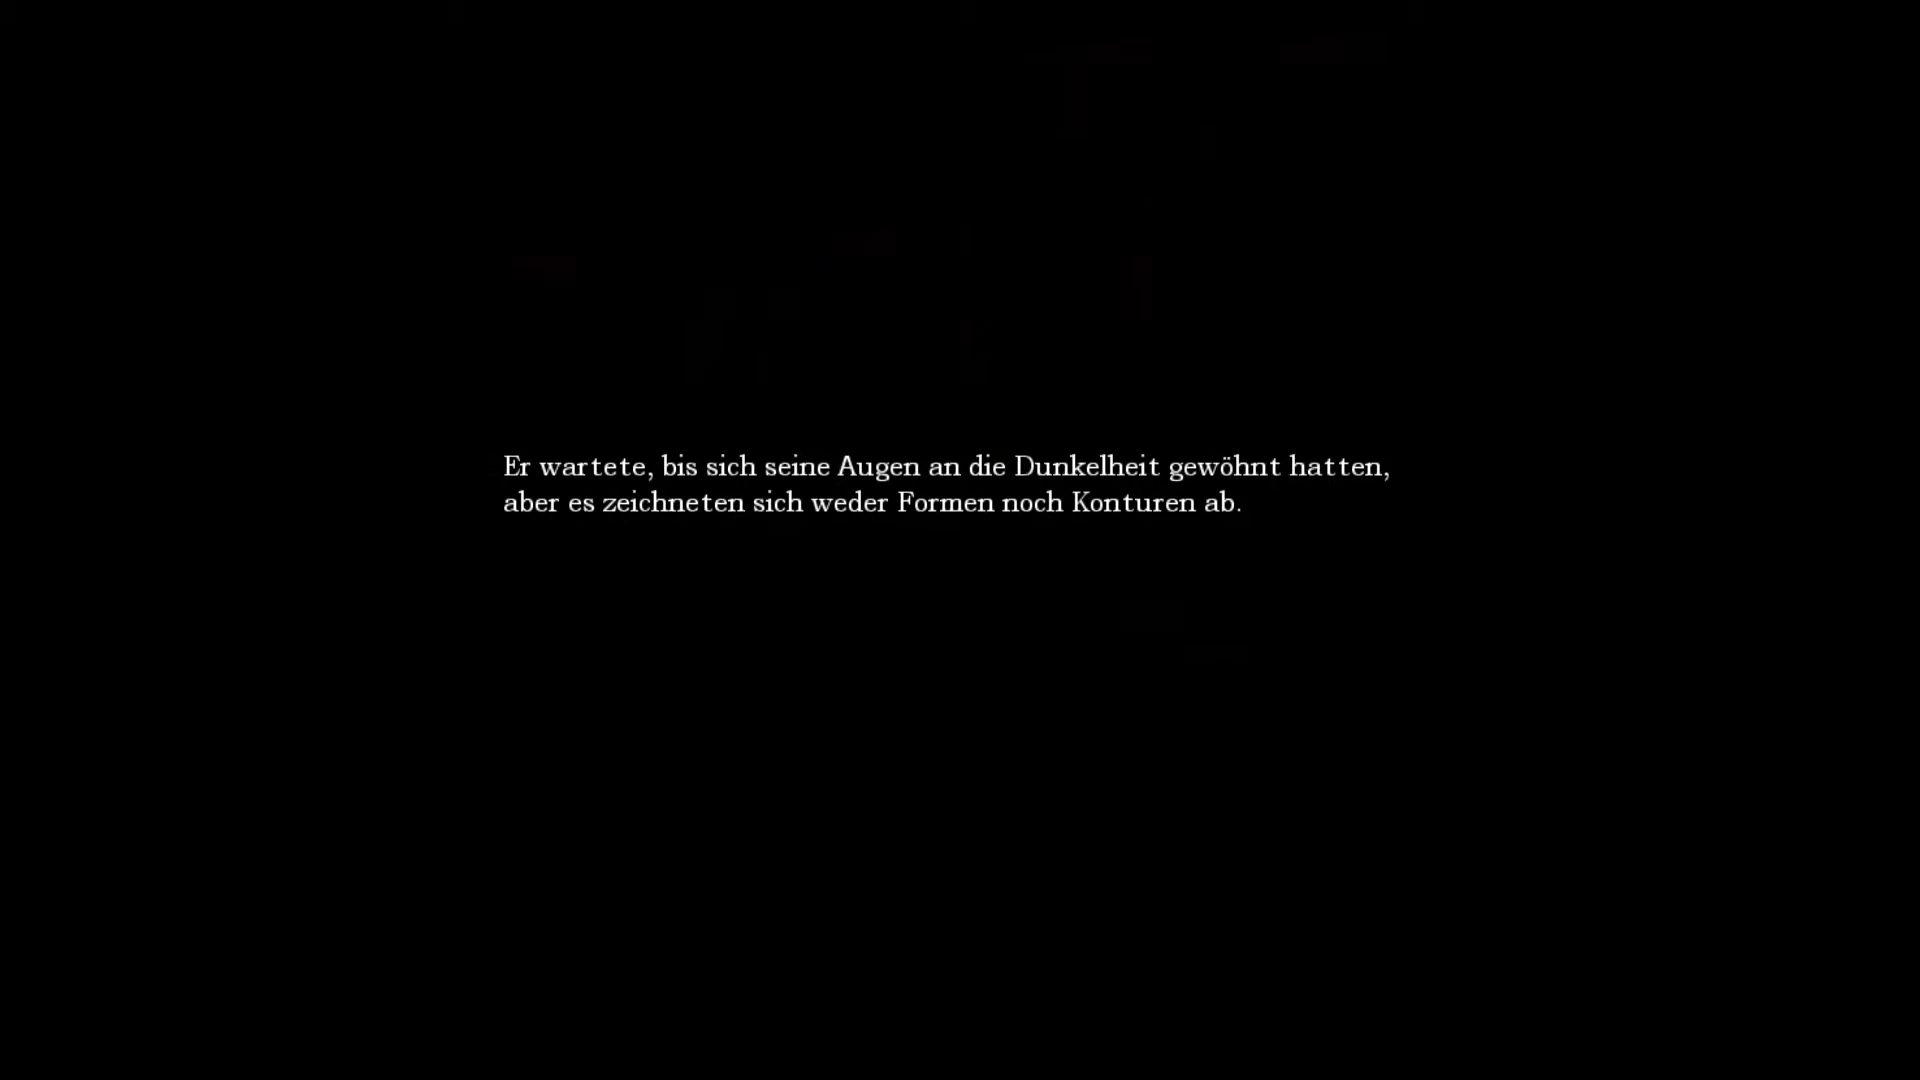 Er wartete, bis sich seine Augen an die Dunkelheit gewöhnt hatten,
aber es zeichneten sich weder Formen noch Konturen ab.